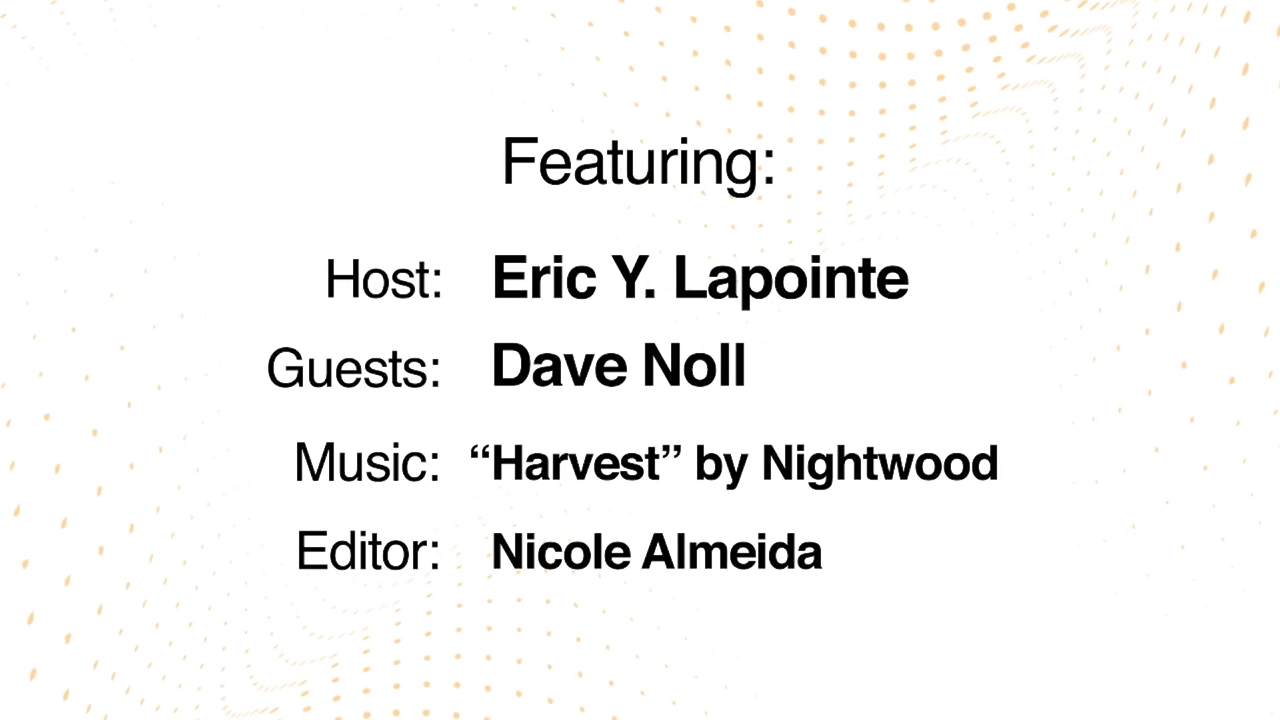 Featuring:
Host: Eric Y. Lapointe
Guests: Dave Noll
Music: “Harvest” by Nightwood
Editor: Nicole Almeida